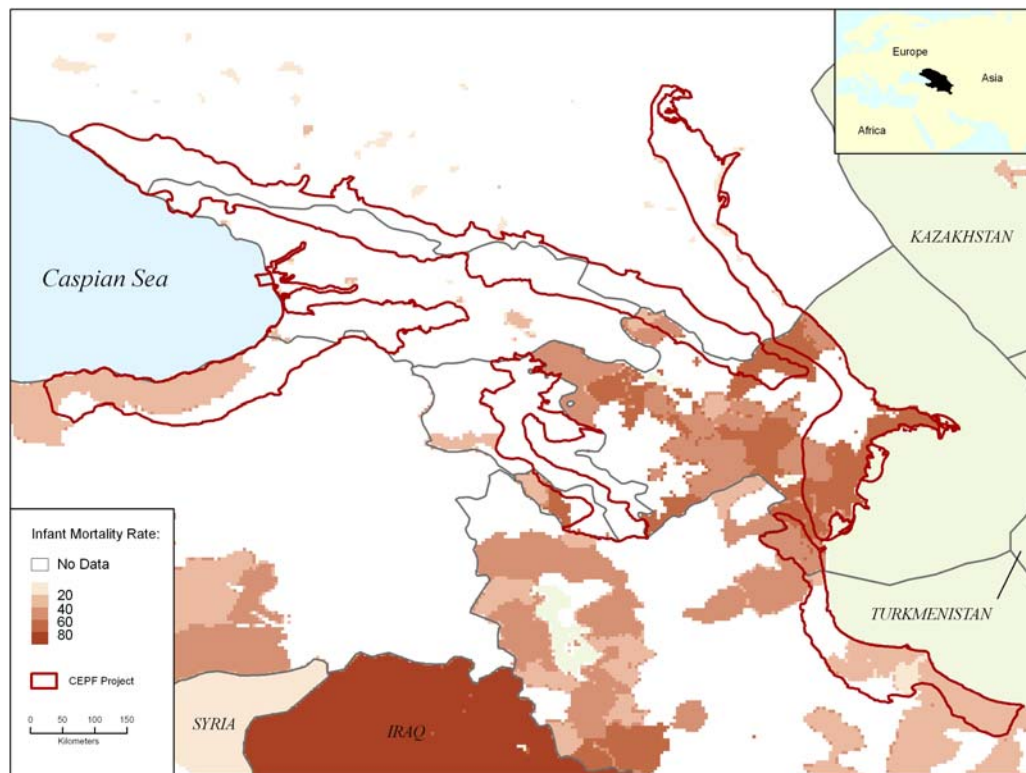 Europe
Asia
Africa
KAZAKHSTAN
Caspian Sea
TURKMENISTAN
SYRIA
IRAQ
Infant Mortality Rate:
No Data
20
40
60
80
CEPF Project
0 50 100 150
Kilometers